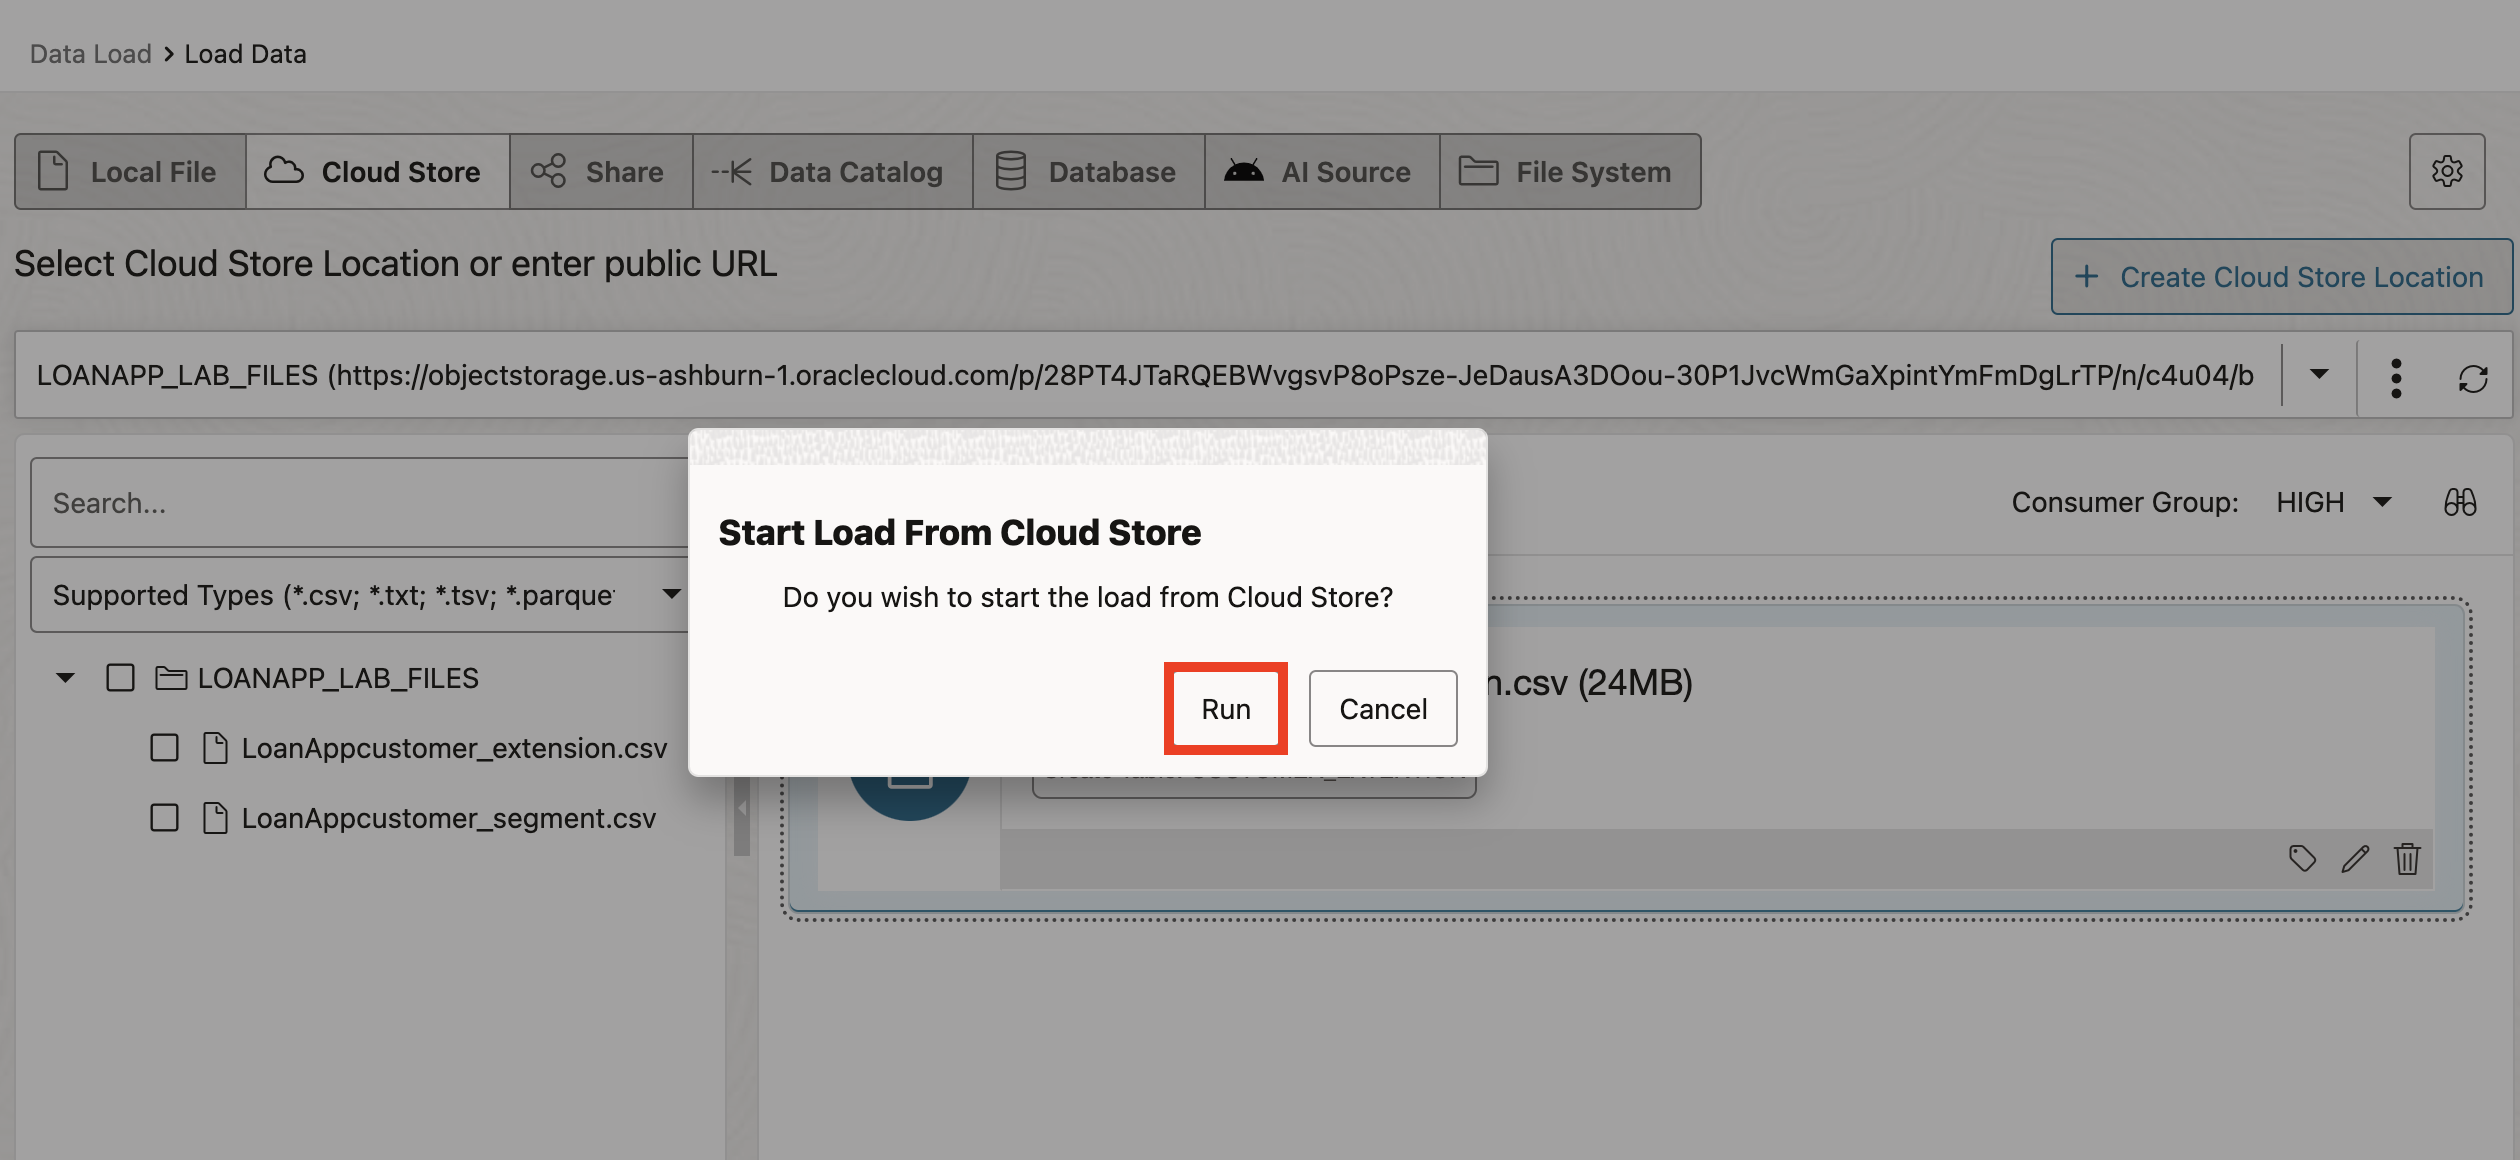 Data Load > Load Data
Local File
Cloud Store
Share
Data Catalog
Database
AI Source
File System
Select Cloud Store Location or enter public URL
+ Create Cloud Store Location
LOANAPP_LAB_FILES (https://objectstorage.us-ashburn-1.oraclecloud.com/p/28PT4JTaRQEBWvgsvP8oPsze-JeDausA3DOou-30P1JvcWmGaXpintYmFmDgLrTP/n/c4u04/b
Search...
Consumer Group: HIGH
Supported Types (*.csv; *.txt; *.tsv; *.parque
LOANAPP_LAB_FILES
LoanAppcustomer_extension.csv
LoanAppcustomer_segment.csv
Start Load From Cloud Store
Do you wish to start the load from Cloud Store?
Run
Cancel
n.csv (24MB)